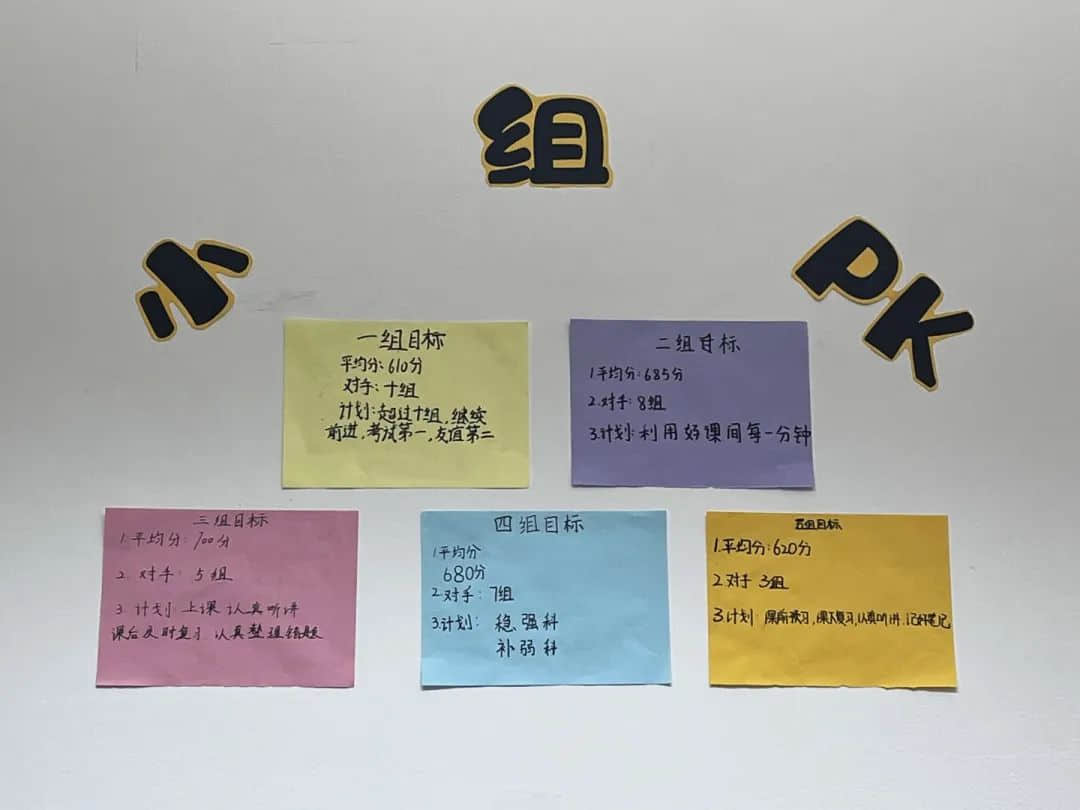 小组PK
一组目标
平均分:610分
对手:十组
计划:超过十组,继续
前进,考试第一,友谊第二
二组目标
1.平均分:685分
2.对手:8组
3.计划:利用好课间每一分钟
三组目标
1.平均分:700分
2.对手:5组
3.计划:上课认真听讲
课后及时复习 认真整理错题
四组目标
1.平均分
680分
2.对手:7组
3.计划: 稳强科
补弱科
五组目标
1.平均分:620分
2.对手 3组
3.计划 课前预习,课下复习,认真听讲.记好笔记